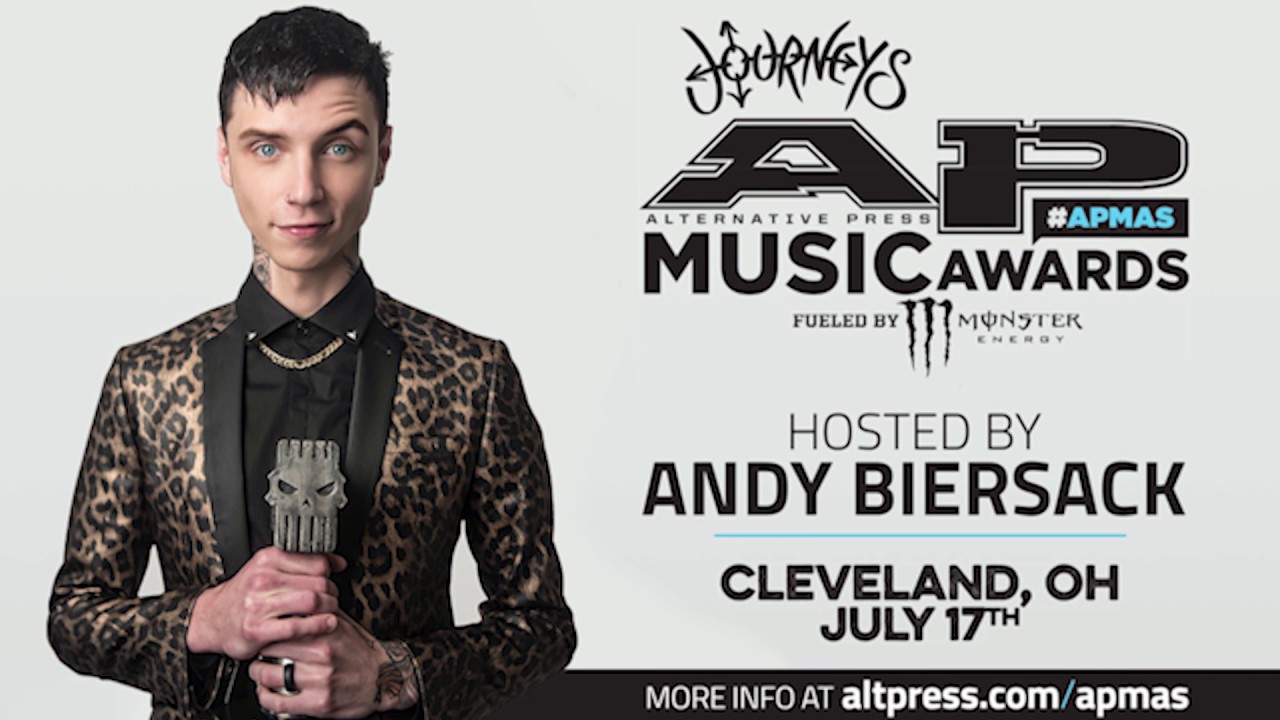 JOURNEYS
AP
ALTERNATIVE PRESS
#APMAS
MUSIC AWARDS
FUELED BY MONSTER
ENERGY
HOSTED BY
ANDY BIERSACK
CLEVELAND, OH
JULY 17TH
MORE INFO AT altpress.com/apmas